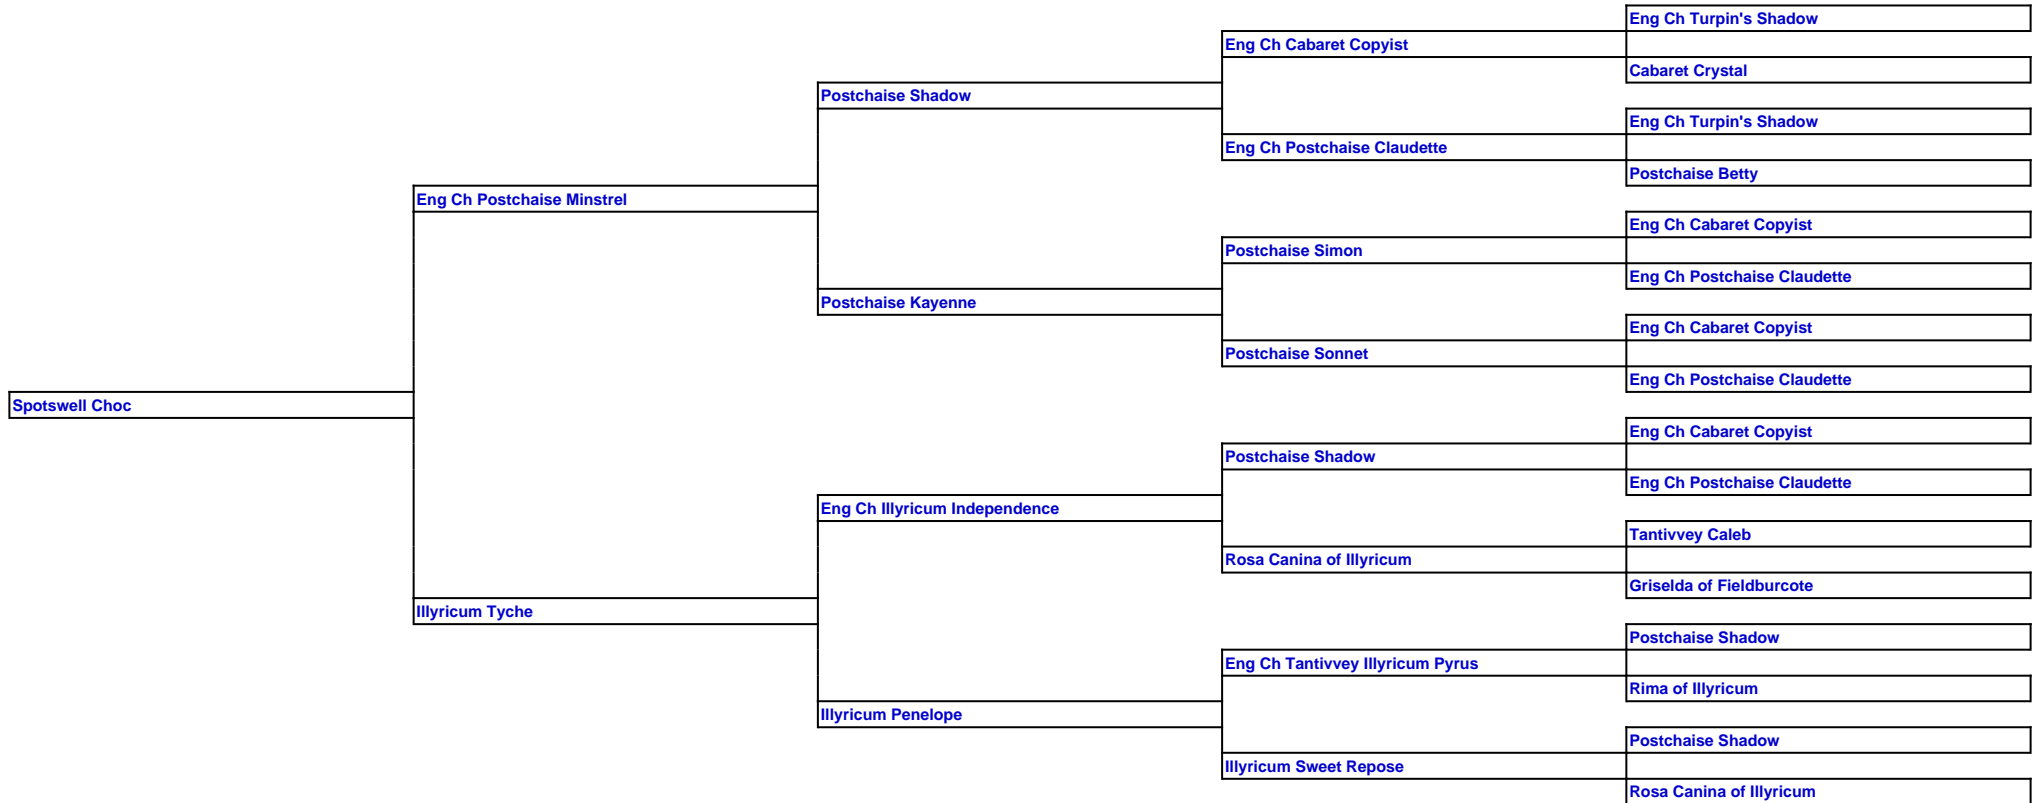 Eng Ch Turpin's Shadow
Eng Ch Cabaret Copyist
Cabaret Crystal
Postchaise Shadow
Eng Ch Turpin's Shadow
Eng Ch Postchaise Claudette
Postchaise Betty
Eng Ch Postchaise Minstrel
Eng Ch Cabaret Copyist
Postchaise Simon
Eng Ch Postchaise Claudette
Postchaise Kayenne
Eng Ch Cabaret Copyist
Postchaise Sonnet
Eng Ch Postchaise Claudette
Spotswell Choc
Eng Ch Cabaret Copyist
Postchaise Shadow
Eng Ch Postchaise Claudette
Eng Ch Illyricum Independence
Tantivvey Caleb
Rosa Canina of Illyricum
Griselda of Fieldburcote
Illyricum Tyche
Postchaise Shadow
Eng Ch Tantivvey Illyricum Pyrus
Rima of Illyricum
Illyricum Penelope
Postchaise Shadow
Illyricum Sweet Repose
Rosa Canina of Illyricum